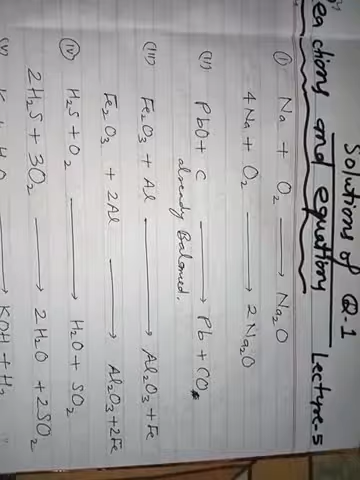 Solutions of Q.1
Reactions and equations Lecture-5
(i) Na + O₂ ⟶ Na₂O
4Na + O₂ ⟶ 2Na₂O
(ii) PbO + C ⟶ Pb + CO
already Balanced.
(iii) Fe₂O₃ + Al ⟶ Al₂O₃ + Fe
Fe₂O₃ + 2Al ⟶ Al₂O₃ + 2Fe
(iv) H₂S + O₂ ⟶ H₂O + SO₂
2H₂S + 3O₂ ⟶ 2H₂O + 2SO₂
(v) ⟶ KOH + H₂